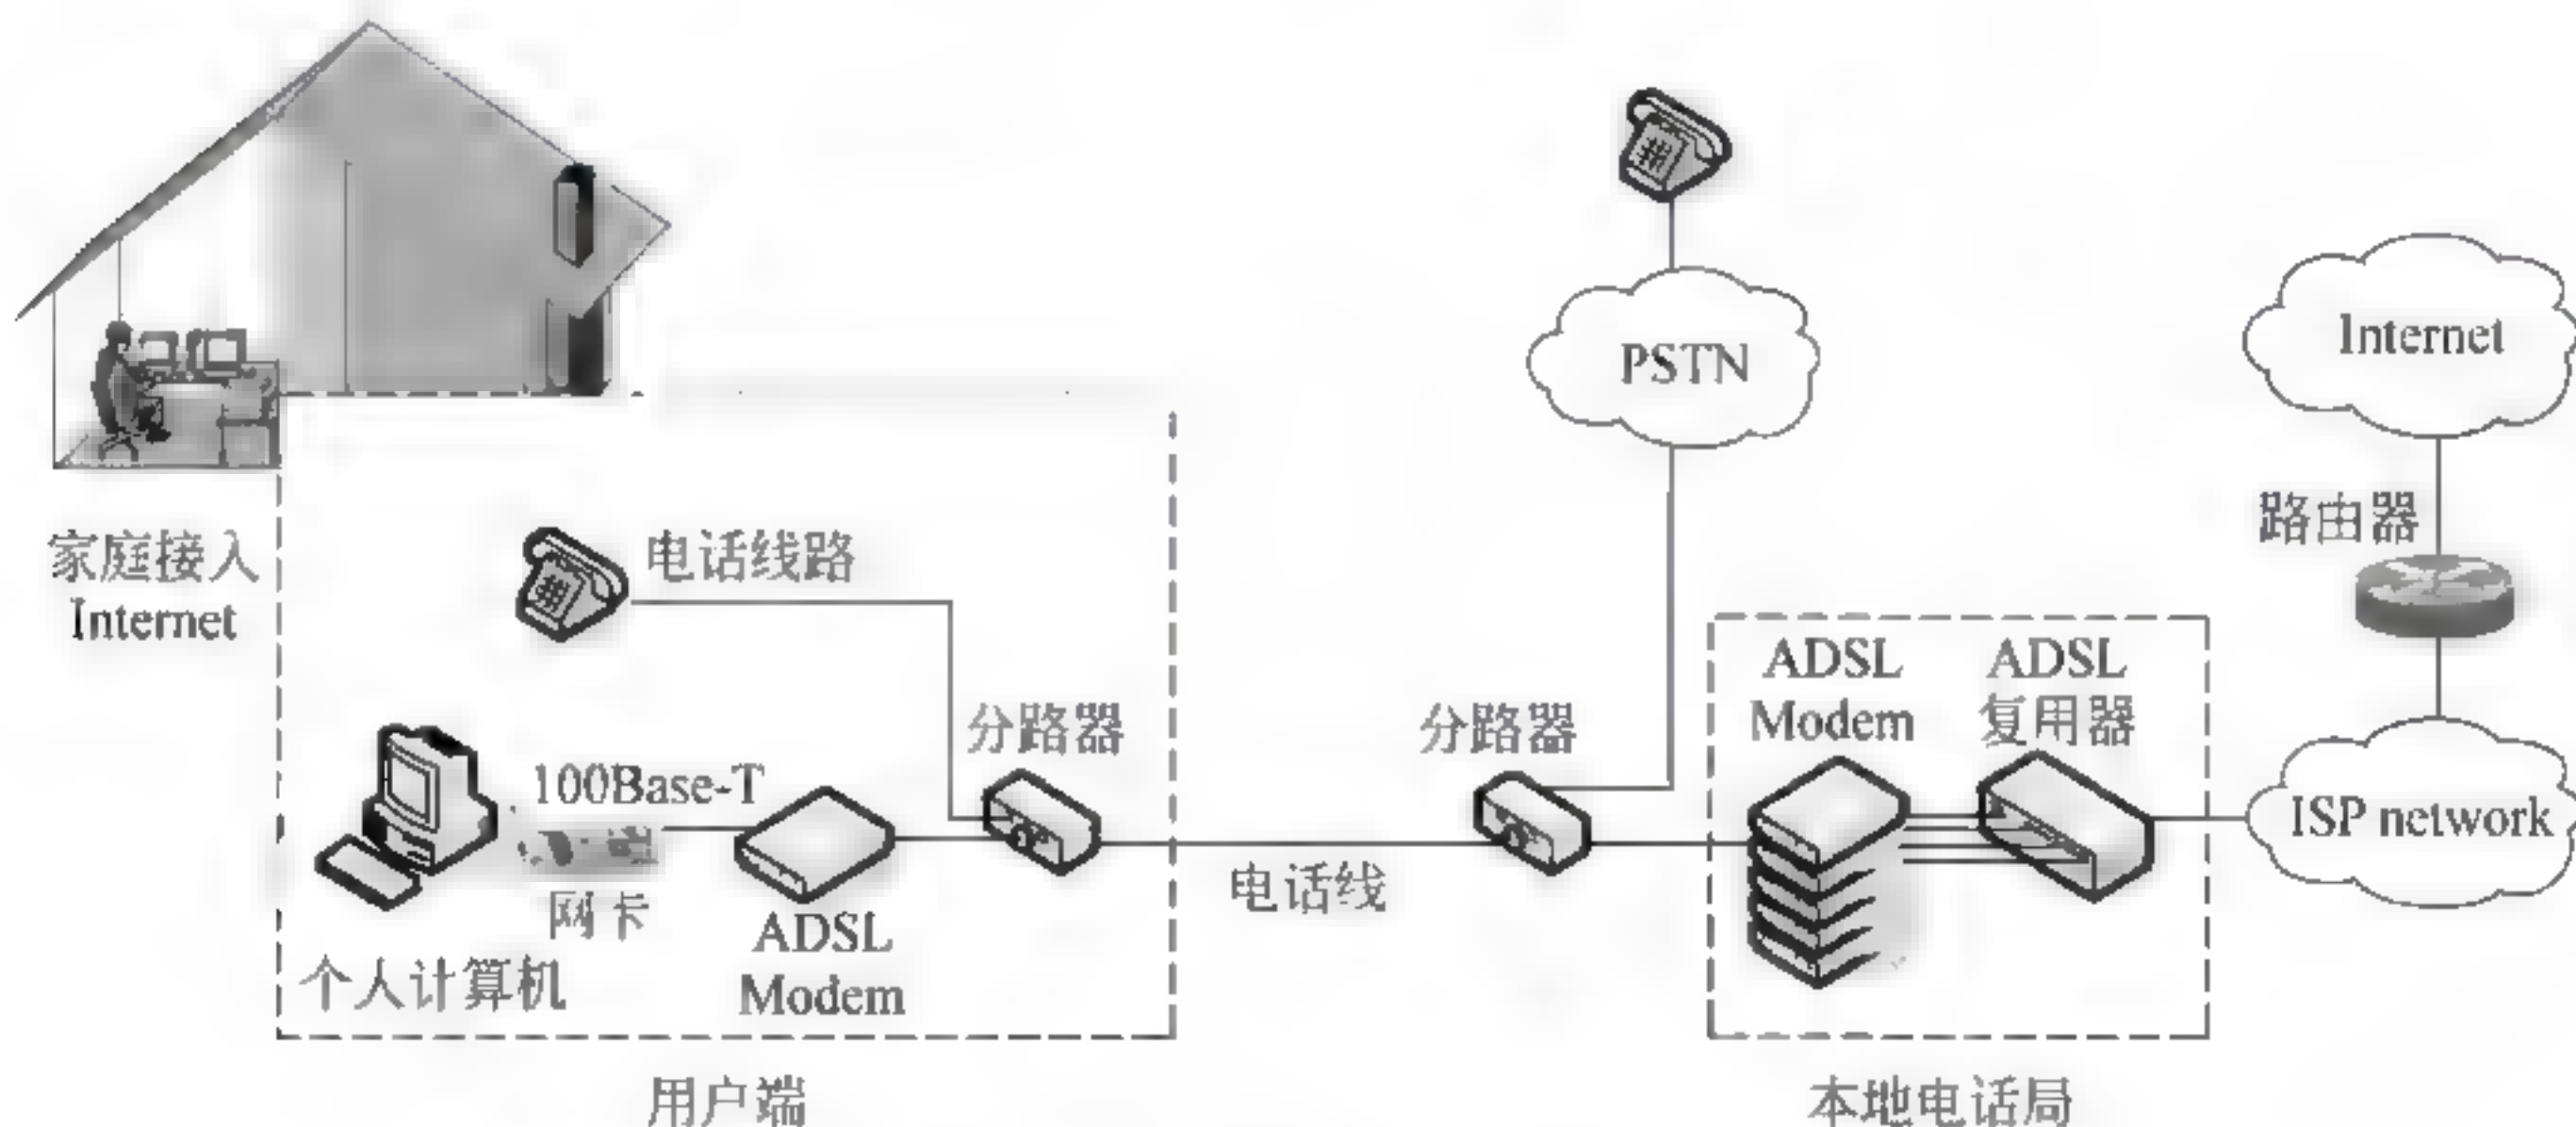 家庭接入
Internet
电话线路
分路器
100Base-T
网卡
个人计算机
ADSL
Modem
用户端
电话线
PSTN
分路器
ADSL
Modem
ADSL
复用器
本地电话局
Internet
路由器
ISP network